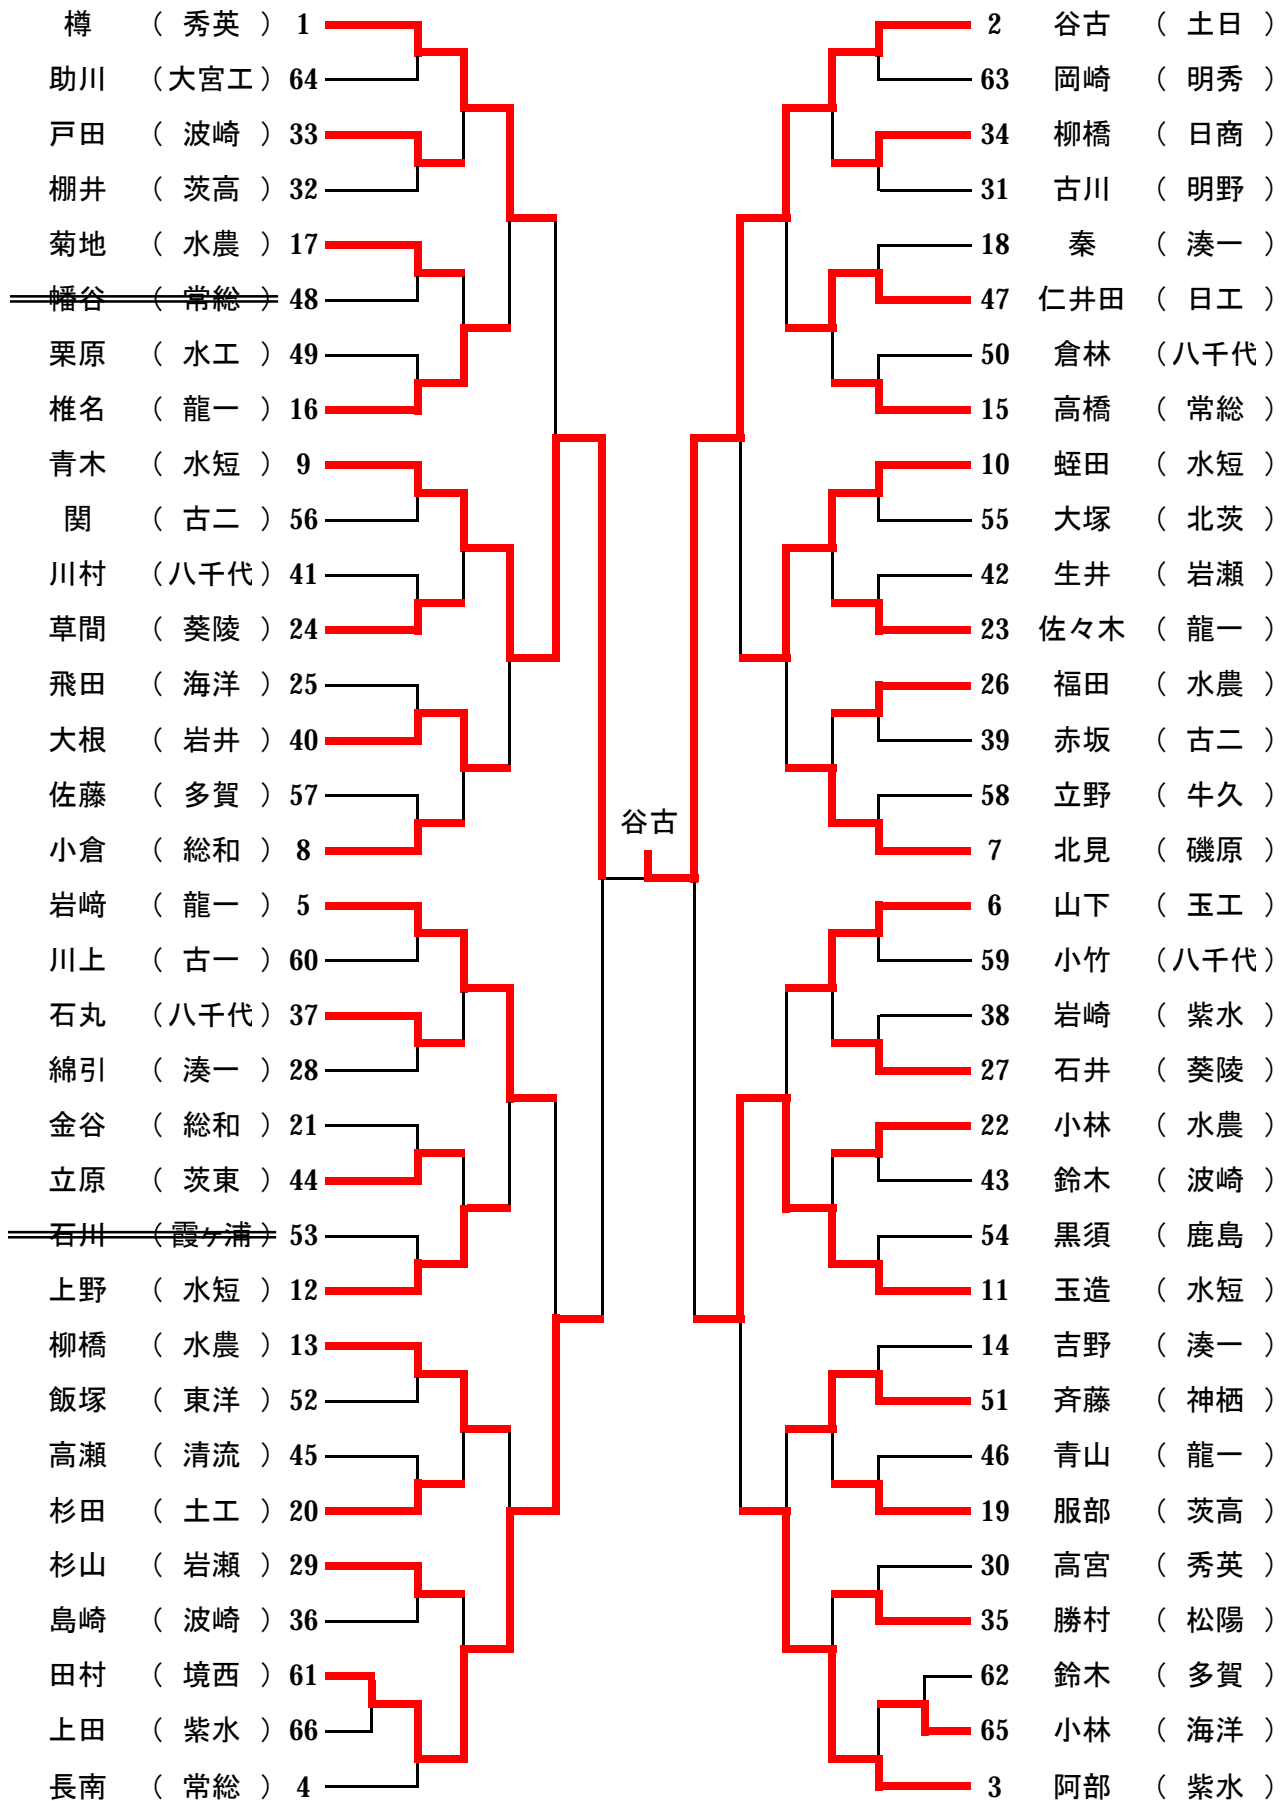 樽 ( 秀英 ) 1
助川 (大宮工) 64
戸田 ( 波崎 ) 33
棚井 ( 茨高 ) 32
菊地 ( 水農 ) 17
幡谷 ( 常総 ) 48
栗原 ( 水工 ) 49
椎名 ( 龍一 ) 16
青木 ( 水短 ) 9
関 ( 古二 ) 56
川村 (八千代) 41
草間 ( 葵陵 ) 24
飛田 ( 海洋 ) 25
大根 ( 岩井 ) 40
佐藤 ( 多賀 ) 57
小倉 ( 総和 ) 8
岩﨑 ( 龍一 ) 5
川上 ( 古一 ) 60
石丸 (八千代) 37
綿引 ( 湊一 ) 28
金谷 ( 総和 ) 21
立原 ( 茨東 ) 44
石川 (霞ヶ浦) 53
上野 ( 水短 ) 12
柳橋 ( 水農 ) 13
飯塚 ( 東洋 ) 52
高瀬 ( 清流 ) 45
杉田 ( 土工 ) 20
杉山 ( 岩瀬 ) 29
島崎 ( 波崎 ) 36
田村 ( 境西 ) 61
上田 ( 紫水 ) 66
長南 ( 常総 ) 4
谷古
2 谷古 ( 土日 )
63 岡崎 ( 明秀 )
34 柳橋 ( 日商 )
31 古川 ( 明野 )
18 秦 ( 湊一 )
47 仁井田 ( 日工 )
50 倉林 (八千代)
15 高橋 ( 常総 )
10 蛭田 ( 水短 )
55 大塚 ( 北茨 )
42 生井 ( 岩瀬 )
23 佐々木 ( 龍一 )
26 福田 ( 水農 )
39 赤坂 ( 古二 )
58 立野 ( 牛久 )
7 北見 ( 磯原 )
6 山下 ( 玉工 )
59 小竹 (八千代)
38 岩崎 ( 紫水 )
27 石井 ( 葵陵 )
22 小林 ( 水農 )
43 鈴木 ( 波崎 )
54 黒須 ( 鹿島 )
11 玉造 ( 水短 )
14 吉野 ( 湊一 )
51 斉藤 ( 神栖 )
46 青山 ( 龍一 )
19 服部 ( 茨高 )
30 高宮 ( 秀英 )
35 勝村 ( 松陽 )
62 鈴木 ( 多賀 )
65 小林 ( 海洋 )
3 阿部 ( 紫水 )